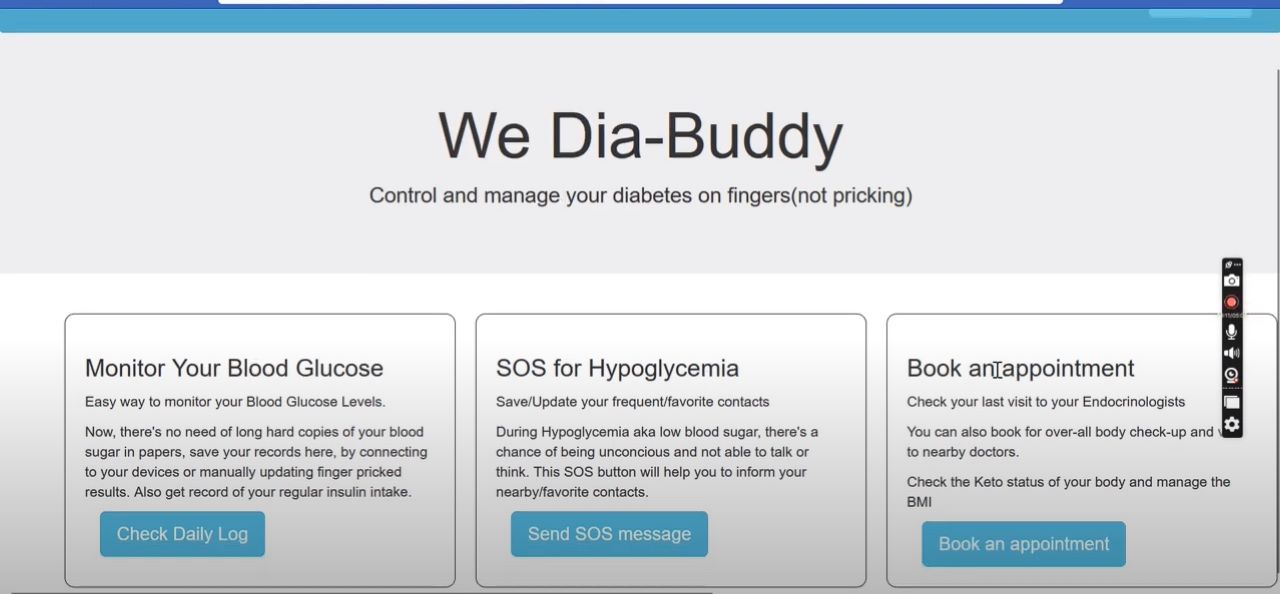 We Dia-Buddy
Control and manage your diabetes on fingers(not pricking)
Monitor Your Blood Glucose
Easy way to monitor your Blood Glucose Levels.
Now, there's no need of long hard copies of your blood
sugar in papers, save your records here, by connecting
to your devices or manually updating finger pricked
results. Also get record of your regular insulin intake.
Check Daily Log
SOS for Hypoglycemia
Save/Update your frequent/favorite contacts
During Hypoglycemia aka low blood sugar, there's a
chance of being unconcious and not able to talk or
think. This SOS button will help you to inform your
nearby/favorite contacts.
Send SOS message
Book an appointment
Check your last visit to your Endocrinologists
You can also book for over-all body check-up and
to nearby doctors.
Check the Keto status of your body and manage the
BMI
Book an appointment